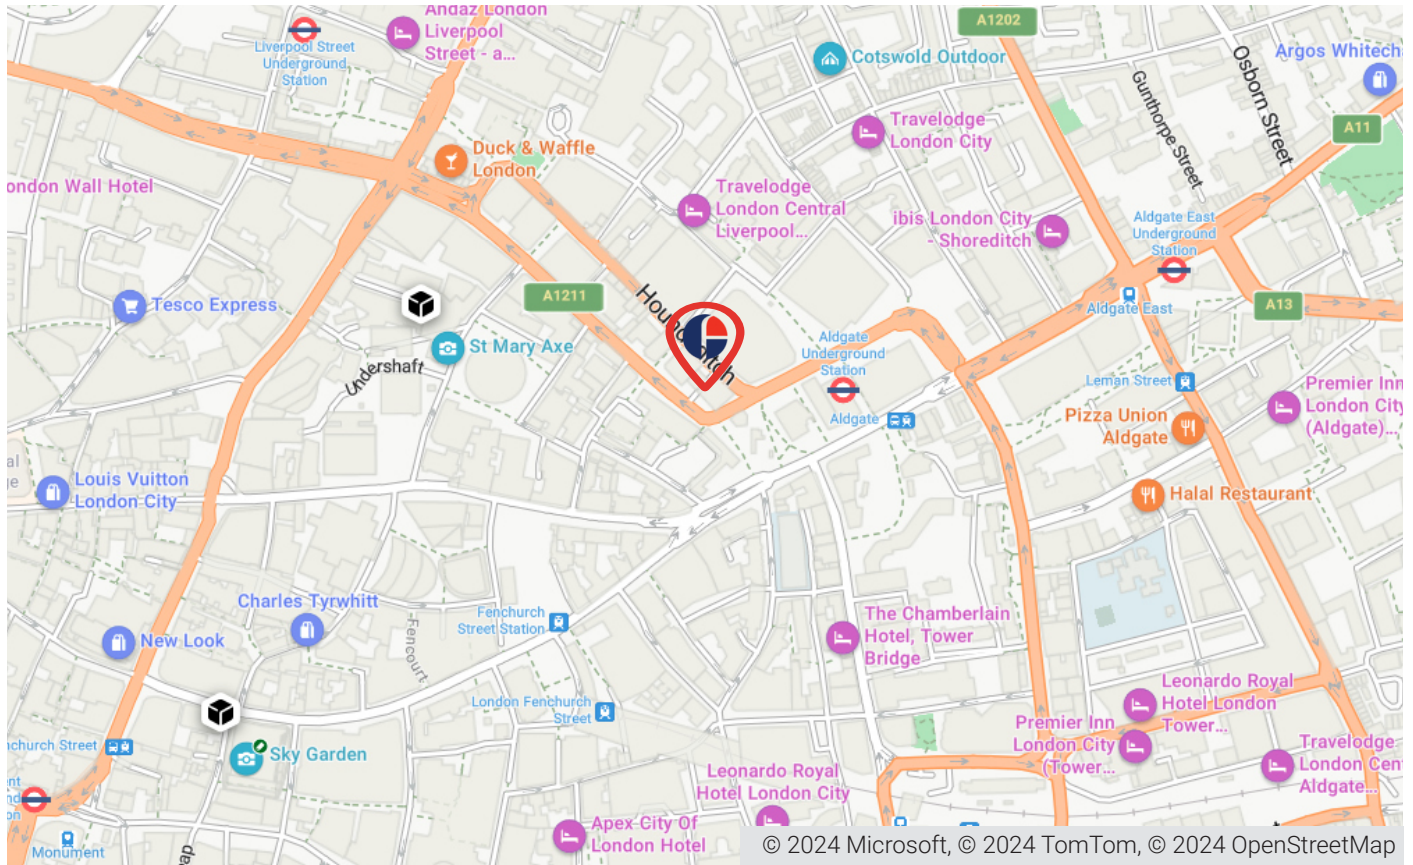 Andaz London
Liverpool
Street - a...
A1202
Liverpool Street
Underground
Station
Cotswold Outdoor
Argos Whitecha
Osborn Street
Gunthorpe Street
A11
Travelodge
London City
Duck & Waffle
London
ondon Wall Hotel
Travelodge
London Central
Liverpool...
ibis London City
- Shoreditch
Aldgate East
Underground
Station
Tesco Express
A1211
Houndsditch
Aldgate East
A13
St Mary Axe
Undershaft
Aldgate
Underground
Station
Leman Street
Premier Inn
London City
(Aldgate)...
Aldgate
Pizza Union
Aldgate
Louis Vuitton
London City
Halal Restaurant
Charles Tyrwhitt
Fenchurch
Street Station
The Chamberlain
Hotel, Tower
Bridge
New Look
Fencourt
London Fenchurch
Street
Leonardo Royal
Hotel London
Tower...
Premier Inn
London City
(Tower...
nchurch Street
Sky Garden
Travelodge
London Cent
Aldgate...
Leonardo Royal
Hotel London City
Apex City Of
London Hotel
Monument
© 2024 Microsoft, © 2024 TomTom, © 2024 OpenStreetMap